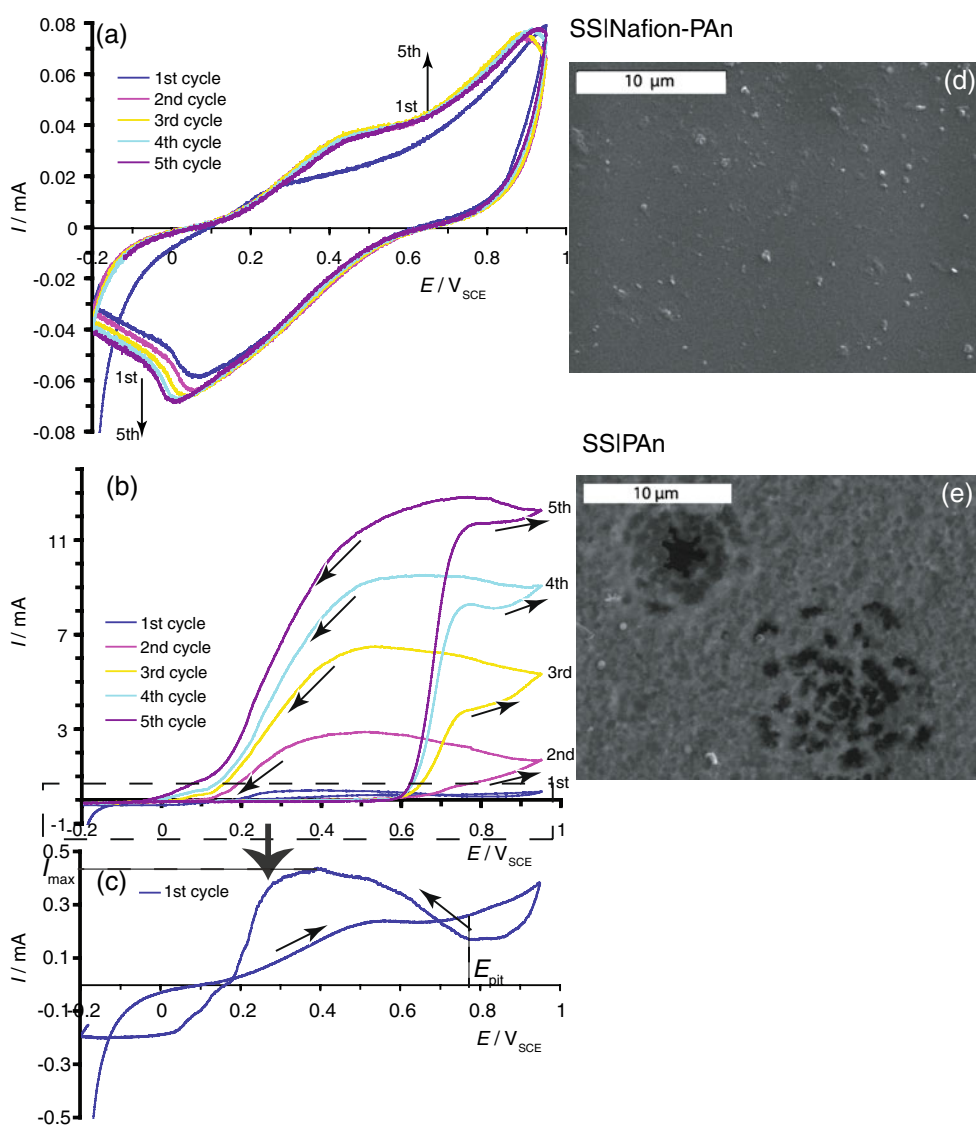 (a)
SS|Nafion-PAn
0.08
0.06
0.04
0.02
0
-0.02
-0.04
-0.06
-0.08
I / mA
1st cycle
2nd cycle
3rd cycle
4th cycle
5th cycle
5th
1st
-0.2 0 0.2 0.4 0.6 0.8 1
E / V_SCE
1st
5th
10 µm
(d)
SS|PAn
(b)
11
7
3
-1
I / mA
1st cycle
2nd cycle
3rd cycle
4th cycle
5th cycle
5th
4th
3rd
2nd
1st
-0.2 0 0.2 0.4 0.6 0.8 1
E / V_SCE
10 µm
(e)
(c)
0.5
I_max
0.3
0.1
-0.1
-0.3
-0.5
I / mA
1st cycle
E_pit
-0.2 0 0.2 0.4 0.6 0.8 1
E / V_SCE